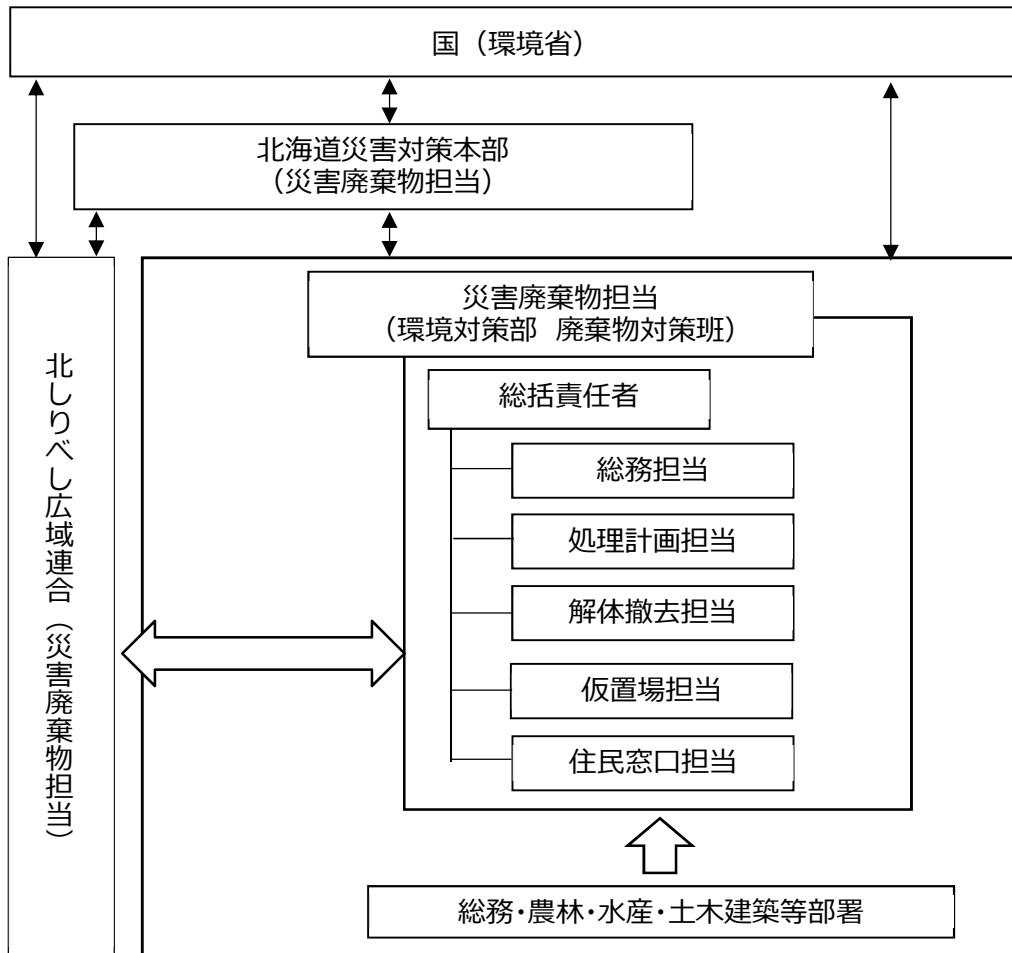 国（環境省）
北海道災害対策本部
（災害廃棄物担当）
北しりべし広域連合（災害廃棄物担当）
災害廃棄物担当
（環境対策部 廃棄物対策班）
総括責任者
総務担当
処理計画担当
解体撤去担当
仮置場担当
住民窓口担当
総務・農林・水産・土木建築等部署